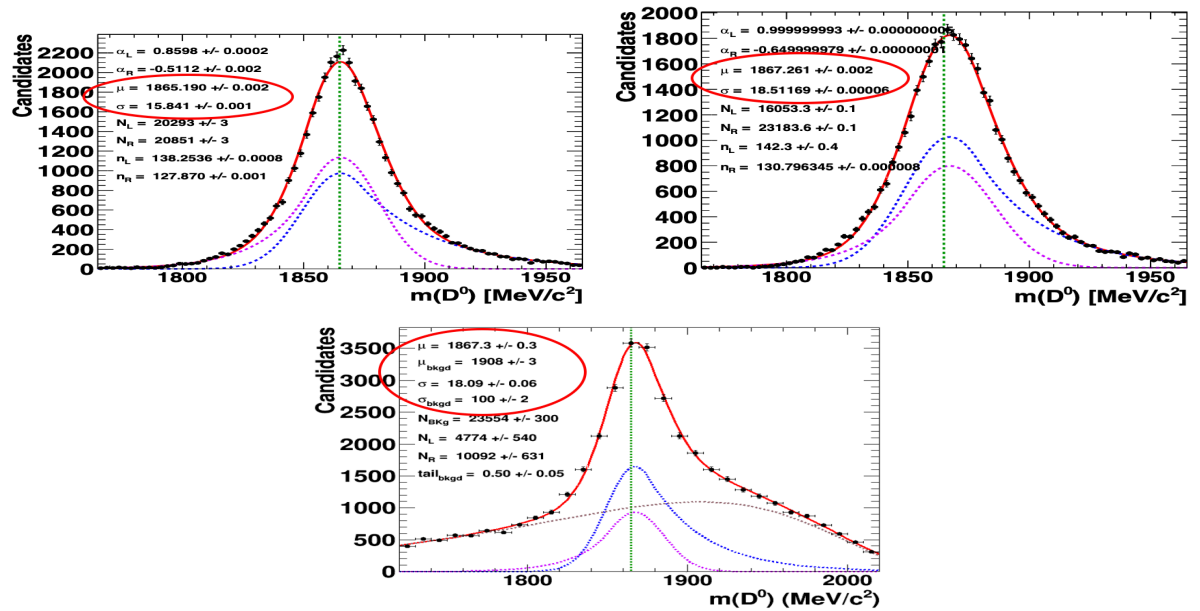 Candidates
2200
2000
1800
1600
1400
1200
1000
800
600
400
200
0
α_L = 0.8598 +/- 0.0002
α_R = -0.5112 +/- 0.002
μ = 1865.190 +/- 0.002
σ = 15.841 +/- 0.001
N_L = 20293 +/- 3
N_R = 20851 +/- 3
n_L = 138.2536 +/- 0.0008
n_R = 127.870 +/- 0.001
1800 1850 1900 1950
m(D⁰) [MeV/c²]
Candidates
2000
1800
1600
1400
1200
1000
800
600
400
200
0
α_L = 0.999999993 +/-
α_R = -0.649999979 +/-
μ = 1867.261 +/- 0.002
σ = 18.51169 +/- 0.00006
N_L = 16053.3 +/- 0.1
N_R = 23183.6 +/- 0.1
n_L = 142.3 +/- 0.4
n_R = 130.796345 +/- 0.000008
1800 1850 1900 1950
m(D⁰) [MeV/c²]
Candidates
3500
3000
2500
2000
1500
1000
500
0
μ = 1867.3 +/- 0.3
μ_bkgd = 1908 +/- 3
σ = 18.09 +/- 0.06
σ_bkgd = 100 +/- 2
N_BKg = 23554 +/- 300
N_L = 4774 +/- 540
N_R = 10092 +/- 631
tail_bkgd = 0.50 +/- 0.05
1800 1900 2000
m(D⁰) (MeV/c²)